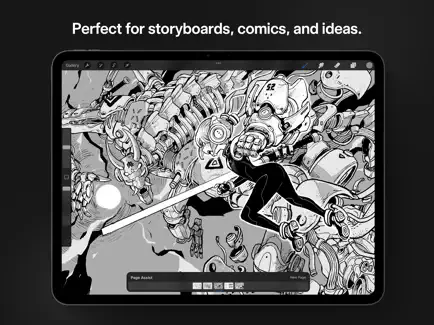 Perfect for storyboards, comics, and ideas.
Gallery
52
Page Assist
New Page